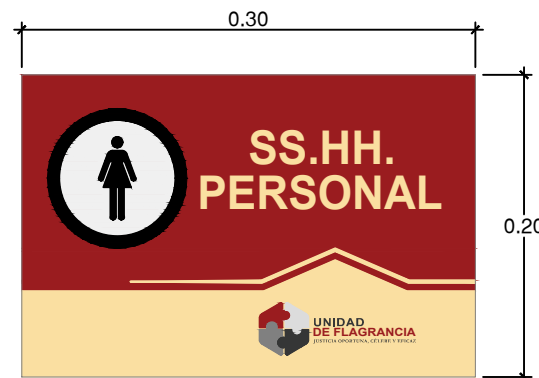 0.30
SS.HH.
PERSONAL
0.20
UNIDAD
DE FLAGRANCIA
JUSTICIA OPORTUNA, CÉLERE Y EFICAZ